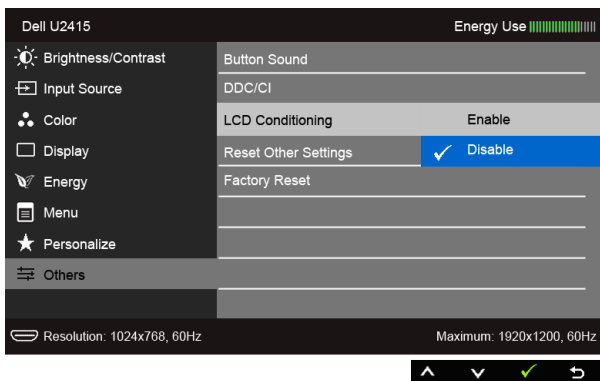 Dell U2415 Energy Use
Brightness/Contrast Button Sound
Input Source DDC/CI
Color LCD Conditioning Enable
Display Reset Other Settings Disable
Energy Factory Reset
Menu
Personalize
Others
Resolution: 1024x768, 60Hz Maximum: 1920x1200, 60Hz